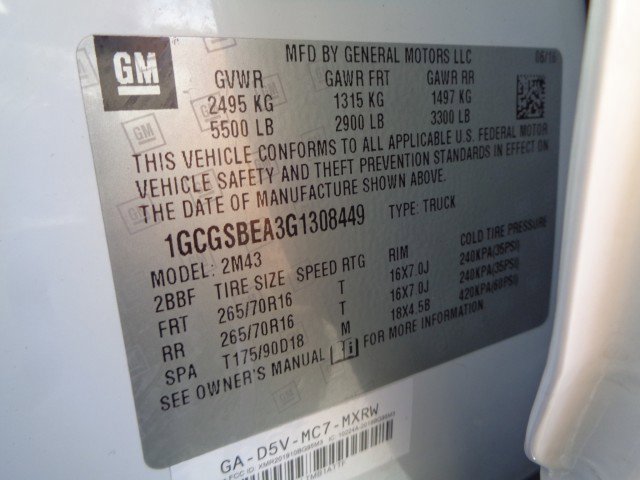 GM
MFD BY GENERAL MOTORS LLC 06/16
GVWR GAWR FRT GAWR RR
2495 KG 1315 KG 1497 KG
5500 LB 2900 LB 3300 LB
THIS VEHICLE CONFORMS TO ALL APPLICABLE U.S. FEDERAL MOTOR
VEHICLE SAFETY AND THEFT PREVENTION STANDARDS IN EFFECT ON
THE DATE OF MANUFACTURE SHOWN ABOVE.
1GCGSBEA3G1308449 TYPE: TRUCK
MODEL: 2M43
2BBF TIRE SIZE SPEED RTG RIM COLD TIRE PRESSURE
FRT 265/70R16 T 16X7.0J 240KPA(35PSI)
RR 265/70R16 T 16X7.0J 240KPA(35PSI)
SPA T175/90D18 M 18X4.5B 420KPA(60PSI)
SEE OWNER'S MANUAL FOR MORE INFORMATION
GA-D5V-MC7-MXRW